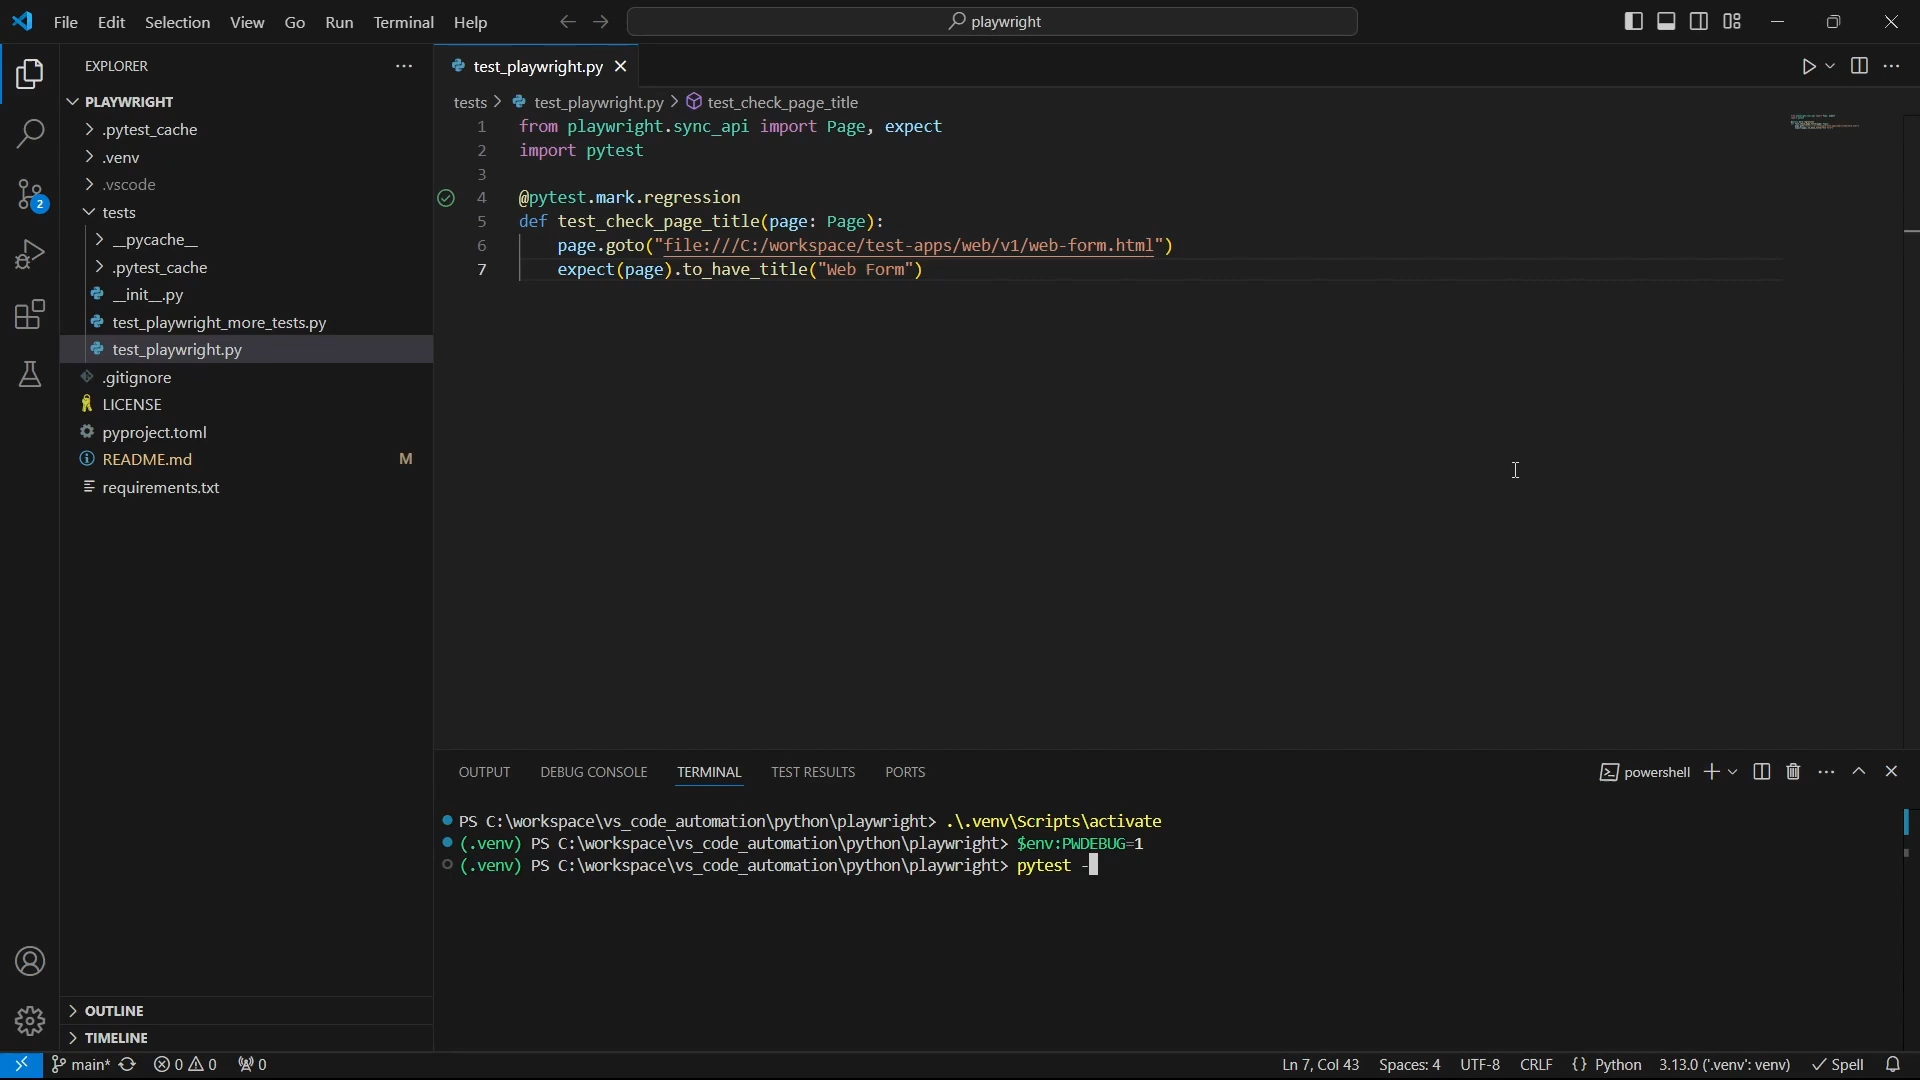 File Edit Selection View Go Run Terminal Help
playwright
EXPLORER
PLAYWRIGHT
.pytest_cache
.venv
.vscode
tests
__pycache__
.pytest_cache
__init__.py
test_playwright_more_tests.py
test_playwright.py
.gitignore
LICENSE
pyproject.toml
README.md M
requirements.txt
OUTLINE
TIMELINE
2
test_playwright.py
tests > test_playwright.py > test_check_page_title
1 from playwright.sync_api import Page, expect
2 import pytest
3
4 @pytest.mark.regression
5 def test_check_page_title(page: Page):
6 page.goto("file:///C:/workspace/test-apps/web/v1/web-form.html")
7 expect(page).to_have_title("Web Form")
OUTPUT DEBUG CONSOLE TERMINAL TEST RESULTS PORTS
powershell
PS C:\workspace\vs_code_automation\python\playwright> .\.venv\Scripts\activate
(.venv) PS C:\workspace\vs_code_automation\python\playwright> $env:PWDEBUG=1
(.venv) PS C:\workspace\vs_code_automation\python\playwright> pytest -
main* 0 0 0
Ln 7, Col 43 Spaces: 4 UTF-8 CRLF {} Python 3.13.0 ('.venv': venv) Spell